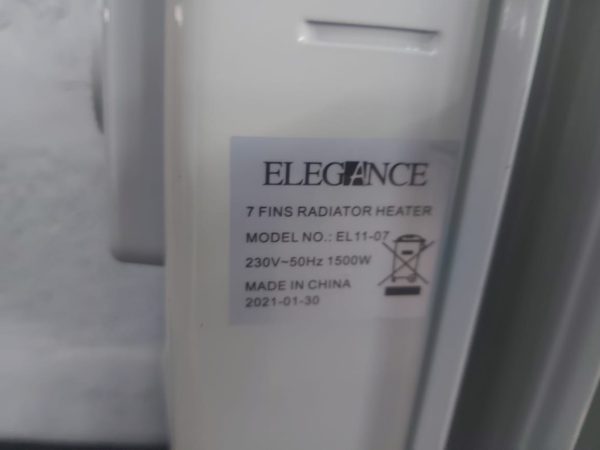 ELEGANCE
7 FINS RADIATOR HEATER
MODEL NO.: EL11-07
230V~50Hz 1500W
MADE IN CHINA
2021-01-30